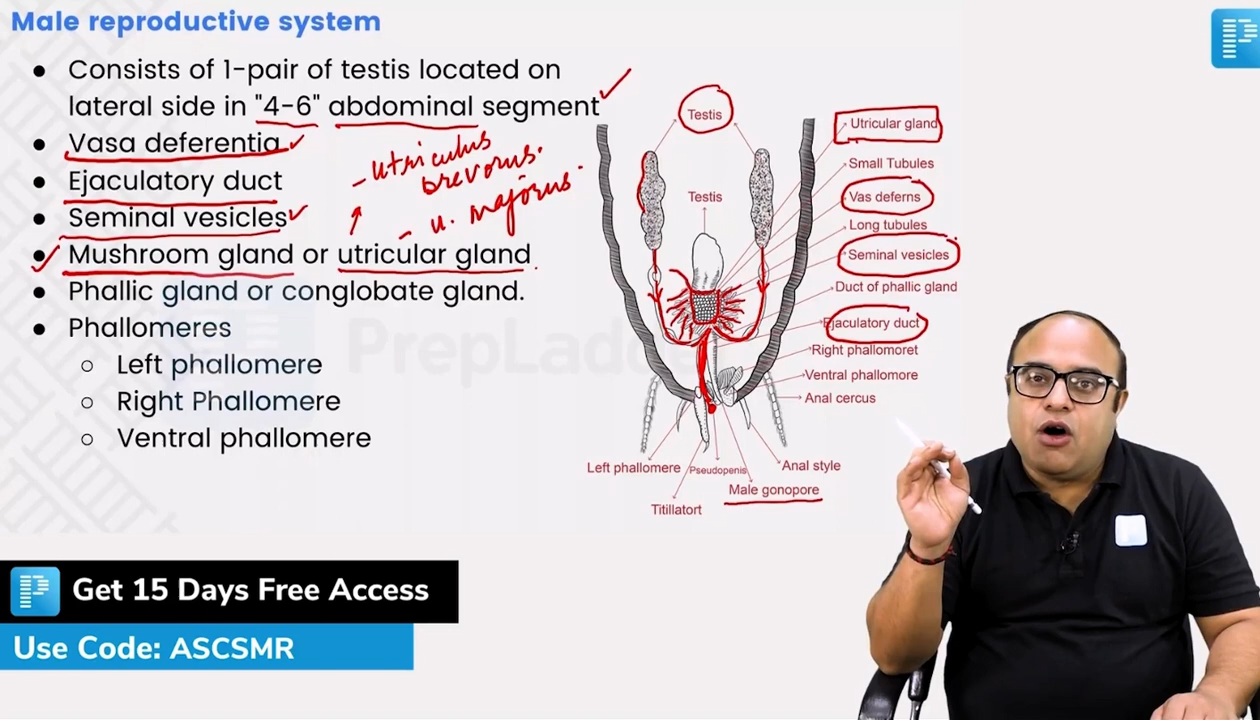 Male reproductive system
• Consists of 1-pair of testis located on
lateral side in "4-6" abdominal segment
• Vasa deferentia
• Ejaculatory duct
• Seminal vesicles
• Mushroom gland or utricular gland
• Phallic gland or conglobate gland.
• Phallomeres
○ Left phallomere
○ Right Phallomere
○ Ventral phallomere
- utriculus
brevorus.
- u. majorus.
PrepLadde
Testis
Testis
Utricular gland
Small Tubules
Vas deferns
Long tubules
Seminal vesicles
Duct of phallic gland
Ejaculatory duct
Right phallomoret
Ventral phallomore
Anal cercus
Left phallomere
Pseudopenis
Anal style
Male gonopore
Titillatort
Get 15 Days Free Access
Use Code: ASCSMR